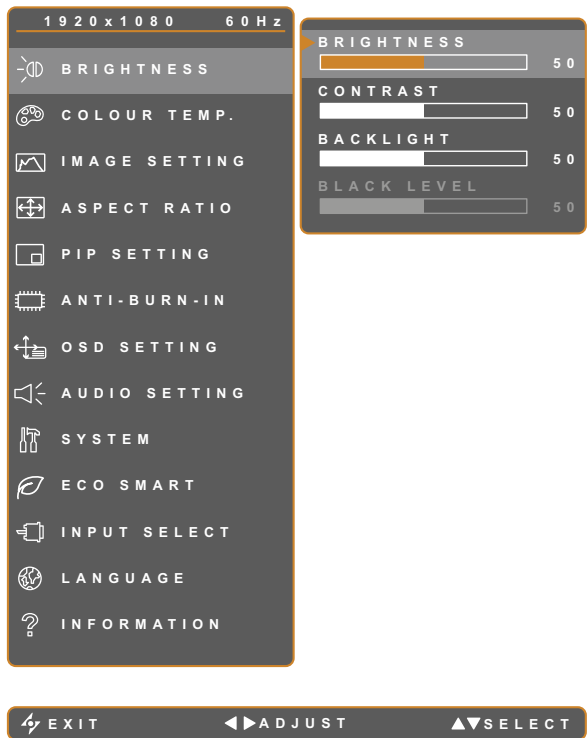 1920x1080 60Hz
BRIGHTNESS
COLOUR TEMP.
IMAGE SETTING
ASPECT RATIO
PIP SETTING
ANTI-BURN-IN
OSD SETTING
AUDIO SETTING
SYSTEM
ECO SMART
INPUT SELECT
LANGUAGE
INFORMATION
BRIGHTNESS
50
CONTRAST
50
BACKLIGHT
50
BLACK LEVEL
50
EXIT ◀▶ADJUST ▲▼SELECT